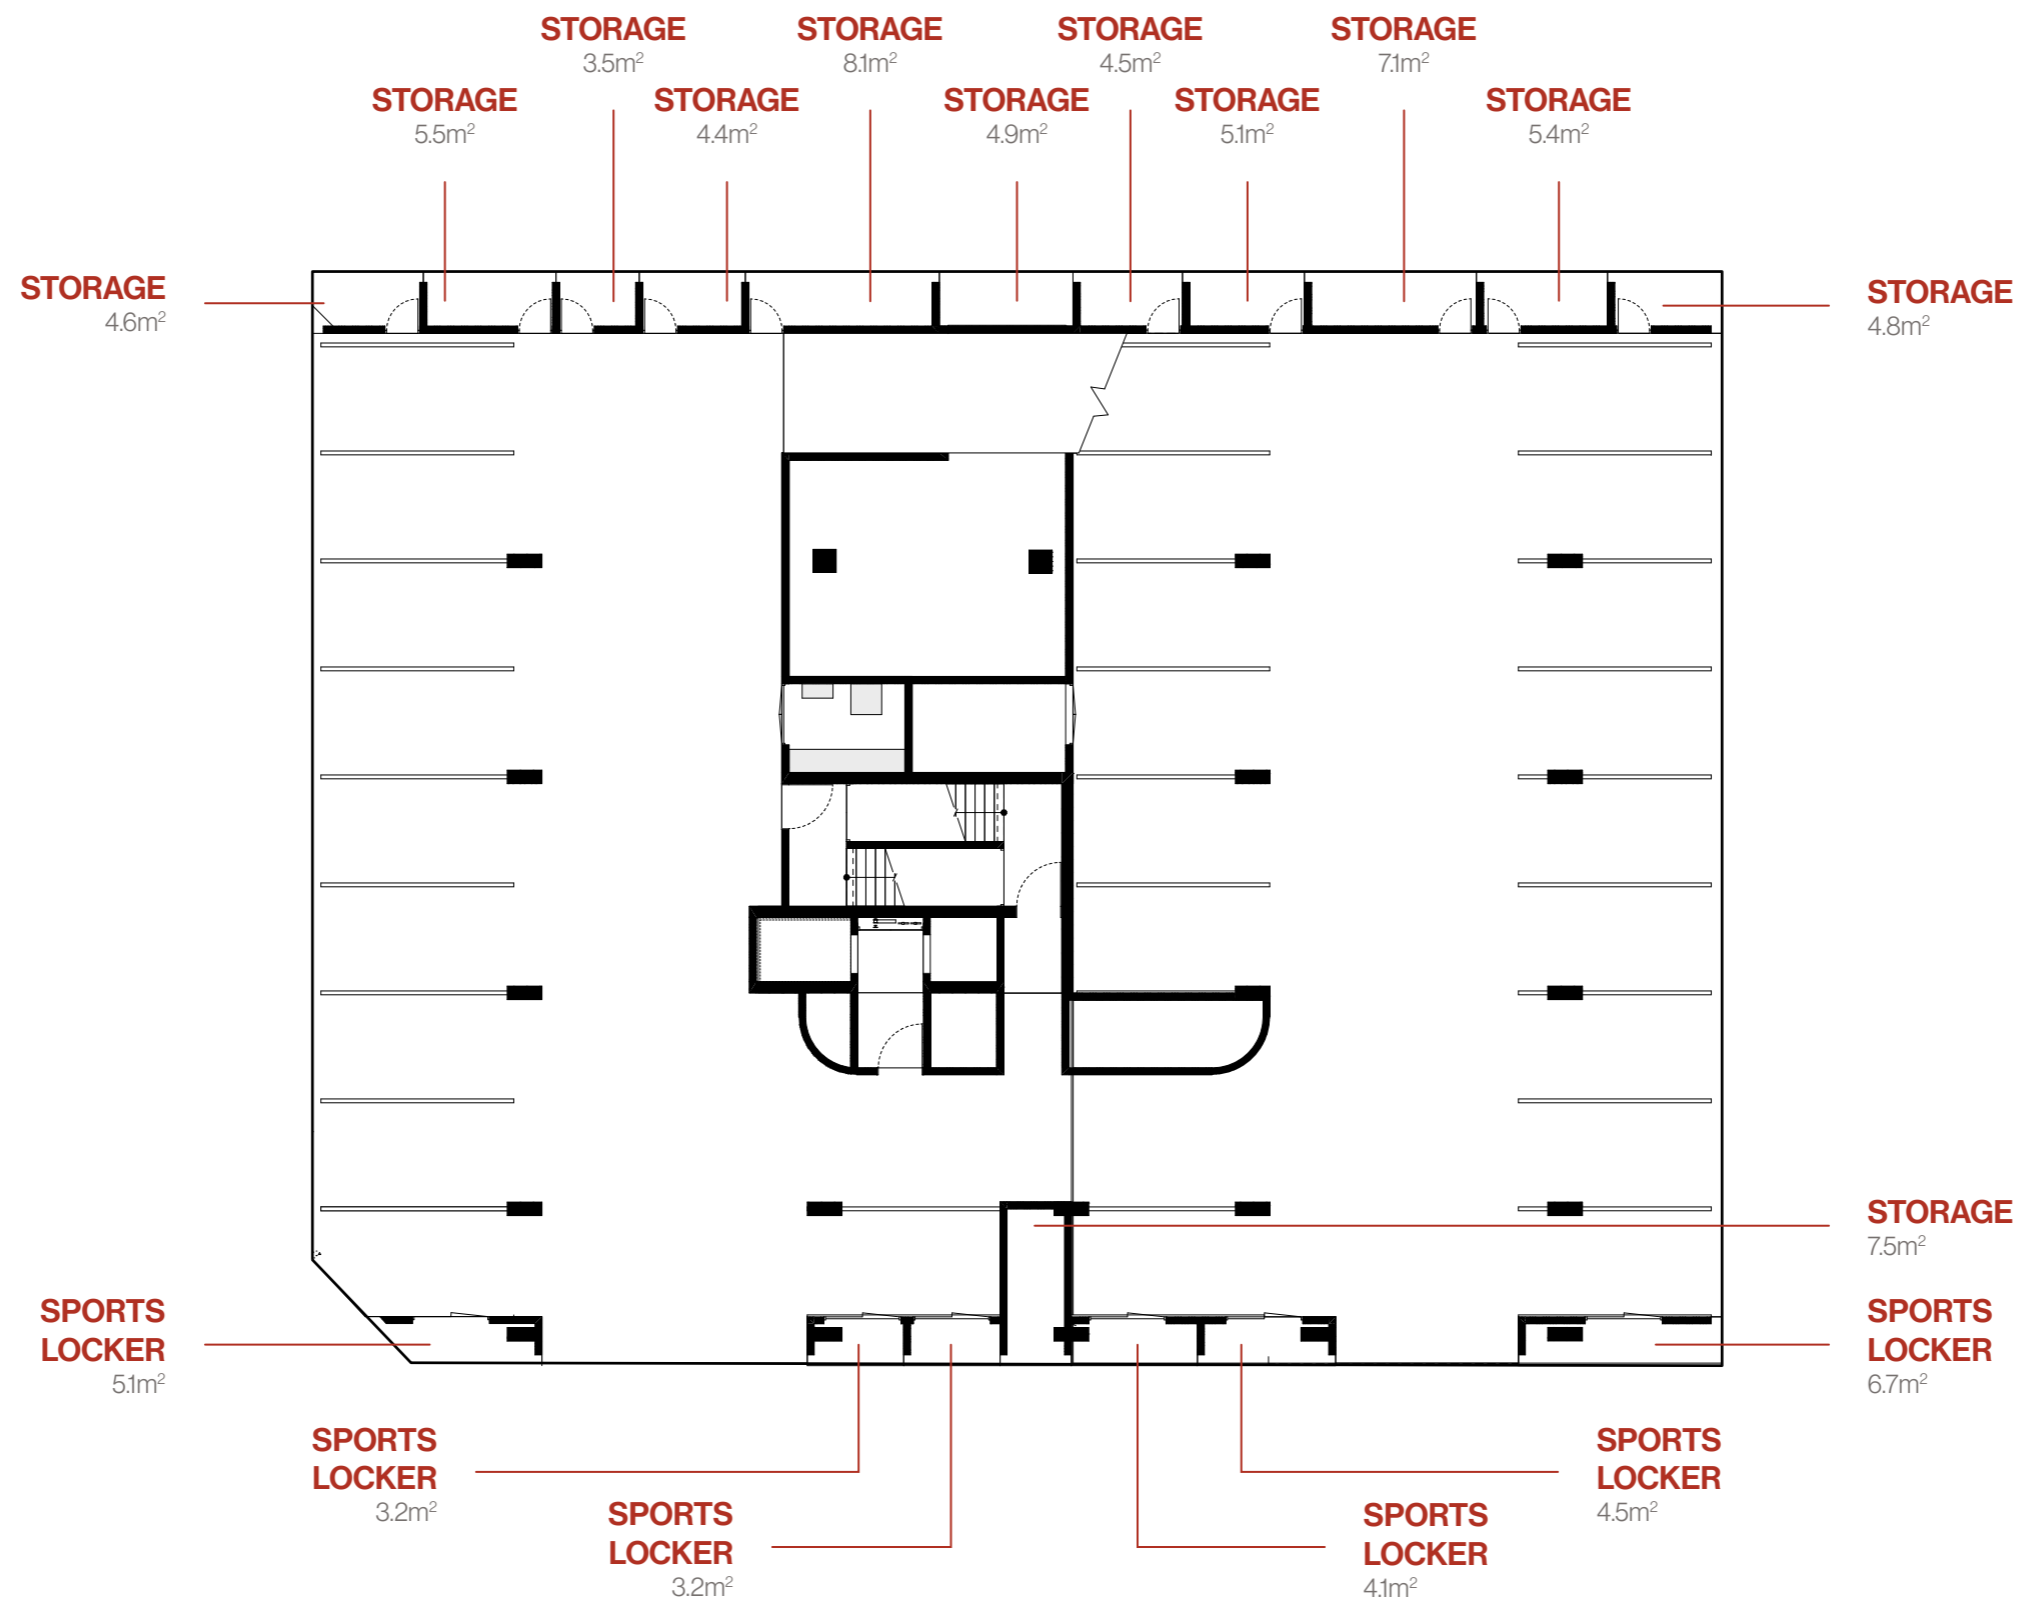 STORAGE
3.5m²
STORAGE
8.1m²
STORAGE
4.5m²
STORAGE
7.1m²
STORAGE
5.5m²
STORAGE
4.4m²
STORAGE
4.9m²
STORAGE
5.1m²
STORAGE
5.4m²
STORAGE
4.6m²
STORAGE
4.8m²
STORAGE
7.5m²
SPORTS
LOCKER
5.1m²
SPORTS
LOCKER
6.7m²
SPORTS
LOCKER
3.2m²
SPORTS
LOCKER
4.5m²
SPORTS
LOCKER
3.2m²
SPORTS
LOCKER
4.1m²